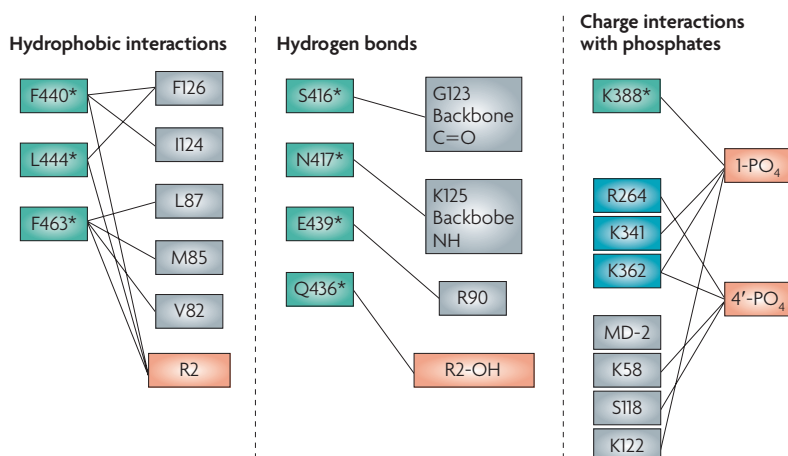 Hydrophobic interactions
F440*
L444*
F463*
F126
I124
L87
M85
V82
R2
Hydrogen bonds
S416*
N417*
E439*
Q436*
G123
Backbone
C=O
K125
Backbobe
NH
R90
R2-OH
Charge interactions
with phosphates
K388*
R264
K341
K362
MD-2
K58
S118
K122
1-PO₄
4′-PO₄